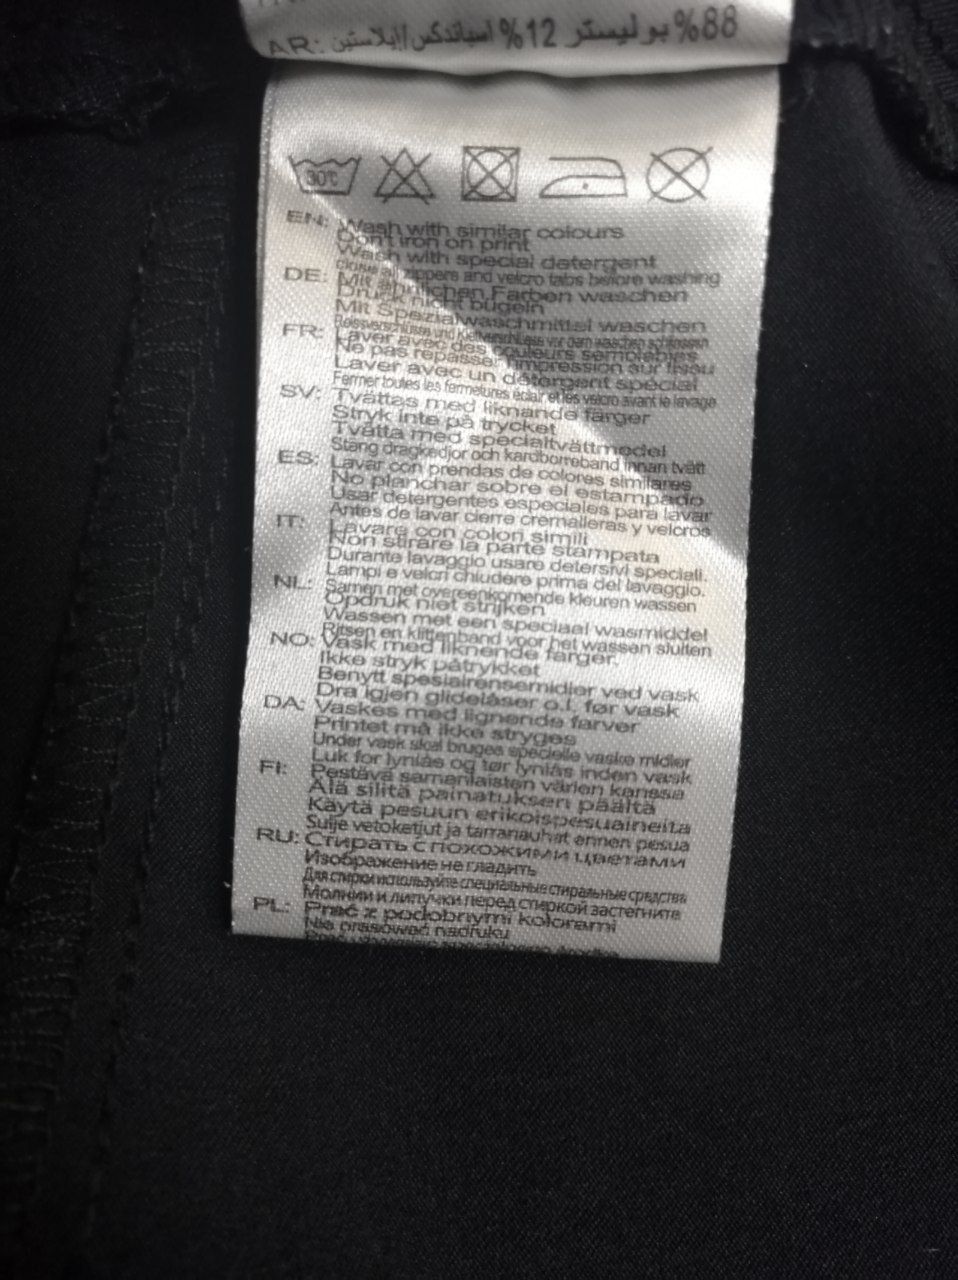 AR: %88 بوليستر 12% اسباندكس/إيلاستين
30°C
EN: Wash with similar colours
Don't iron on print
Wash with special detergent
close all zippers and velcro tabs before washing
DE: Mit ähnlichen Farben waschen
Druck nicht bügeln
Mit Spezialwaschmittel waschen
Reissverschlüsse und Klettverschlüsse vor dem waschen schliessen
FR: Laver avec des couleurs semblables
Ne pas repasser impression sur tissu
Laver avec un détergent spécial
Fermer toutes les fermetures éclair et les velcro avant le lavage
SV: Tvättas med liknande färger
Stryk inte på trycket
Tvätta med specialtvättmedel
Stäng dragkedjor och kardborreband innan tvätt
ES: Lavar con prendas de colores similares
No planchar sobre el estampado
Usar detergentes especiales para lavar
Antes de lavar cierre cremalleras y velcros
IT: Lavare con colori simili
Non stirare la parte stampata
Durante lavaggio usare detersivi speciali.
Lampi e velcri chiudere prima del lavaggio.
NL: Samen met overeenkomende kleuren wassen
Opdruk niet strijken
Wassen met een speciaal wasmiddel
Ritsen en klittenband voor het wassen sluiten
NO: Vask med liknende farger.
Ikke stryk påtrykket
Benytt spesialrensemidler ved vask
Dra igjen glidelåser o.l. før vask
DA: Vaskes med lignende farver
Printet må ikke stryges
Under vask skal bruges specielle vaske midler
Luk for lynlås og tør lynlås inden vask
FI: Pestävä samanlaisten värien kanssa
Älä silitä painatuksen päältä
Käytä pesuun erikoispesuaineita
Sulje vetoketjut ja tarranauhat ennen pesua
RU: Стирать с похожими цветами
Изображение не гладить
Для стирки используйте специальные стиральные средства
Молнии и липучки перед стиркой застегните
PL: Prać z podobnymi kolorami
Nie prasować nadruku